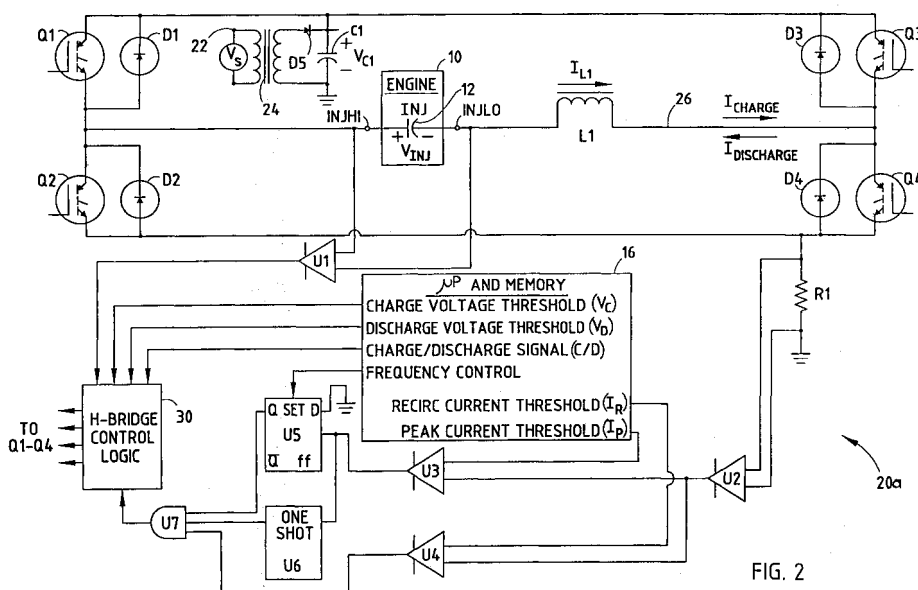 Q1
D1
22
VS
24
D5
C1
+
VC1
−
10
ENGINE
INJ
12
INJHI
+
−
VINJ
INJLO
IL1
L1
26
ICHARGE
IDISCHARGE
D3
Q3
Q2
D2
D4
Q4
U1
16
μP AND MEMORY
CHARGE VOLTAGE THRESHOLD (VC)
DISCHARGE VOLTAGE THRESHOLD (VD)
CHARGE/DISCHARGE SIGNAL (C/D)
FREQUENCY CONTROL
RECIRC CURRENT THRESHOLD (IR)
PEAK CURRENT THRESHOLD (IP)
R1
TO
Q1-Q4
H-BRIDGE
CONTROL
LOGIC
30
Q SET D
U5
Q̅ ff
U3
U2
20a
U7
ONE
SHOT
U6
U4
FIG. 2